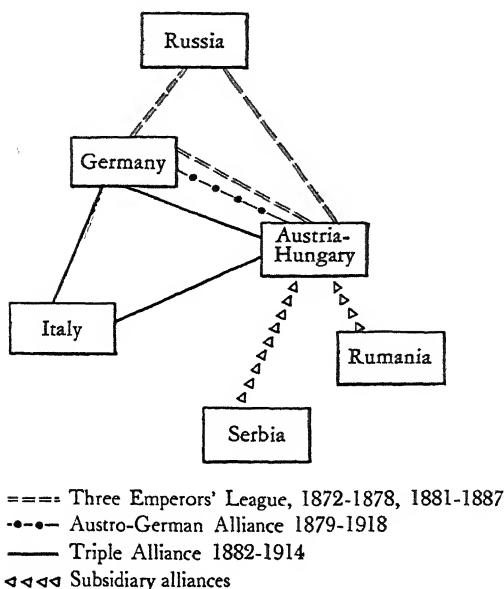 Russia
Germany
Austria-
Hungary
Italy
Rumania
Serbia
Three Emperors' League, 1872-1878, 1881-1887
Austro-German Alliance 1879-1918
Triple Alliance 1882-1914
Subsidiary alliances